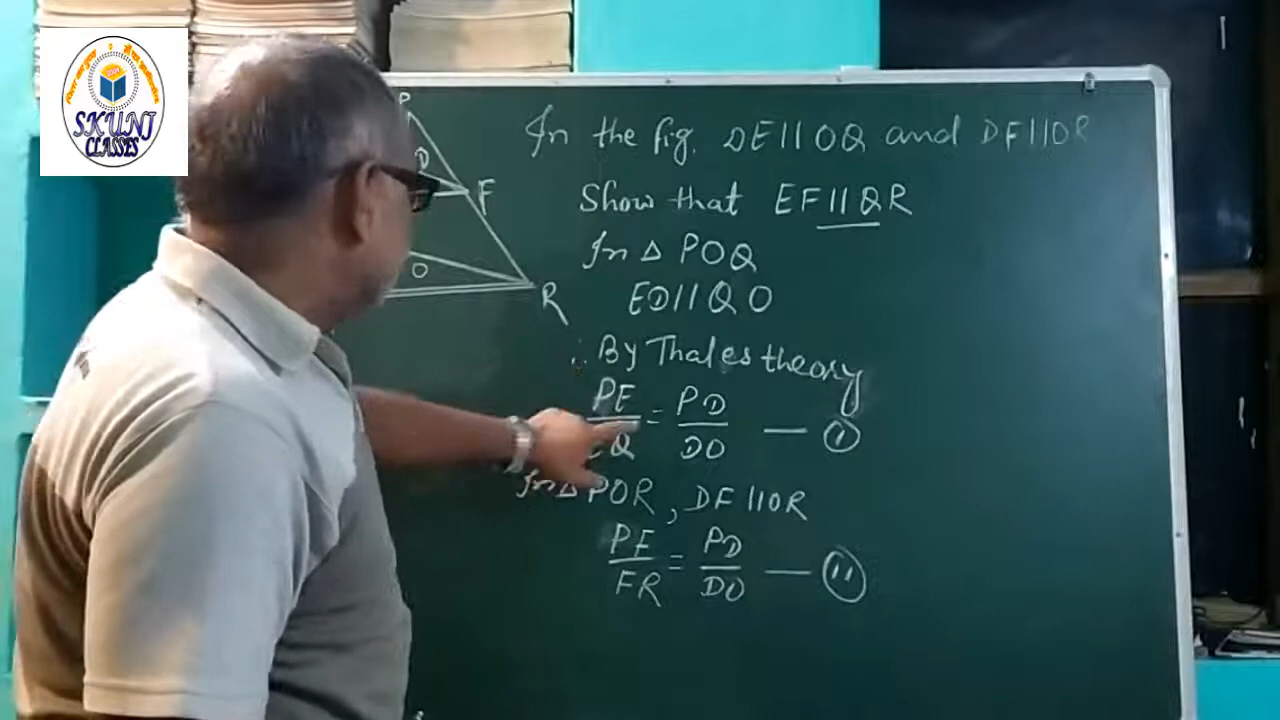 SKUNJ
CLASSES
P
D
F
O
R
In the fig. DE||OQ and DF||OR
Show that EF||QR
In △ POQ
ED||QO
∴ By Thales theory
PE/EQ = PD/DO — (I)
In △ POR, DF||OR
PF/FR = PD/DO — (II)